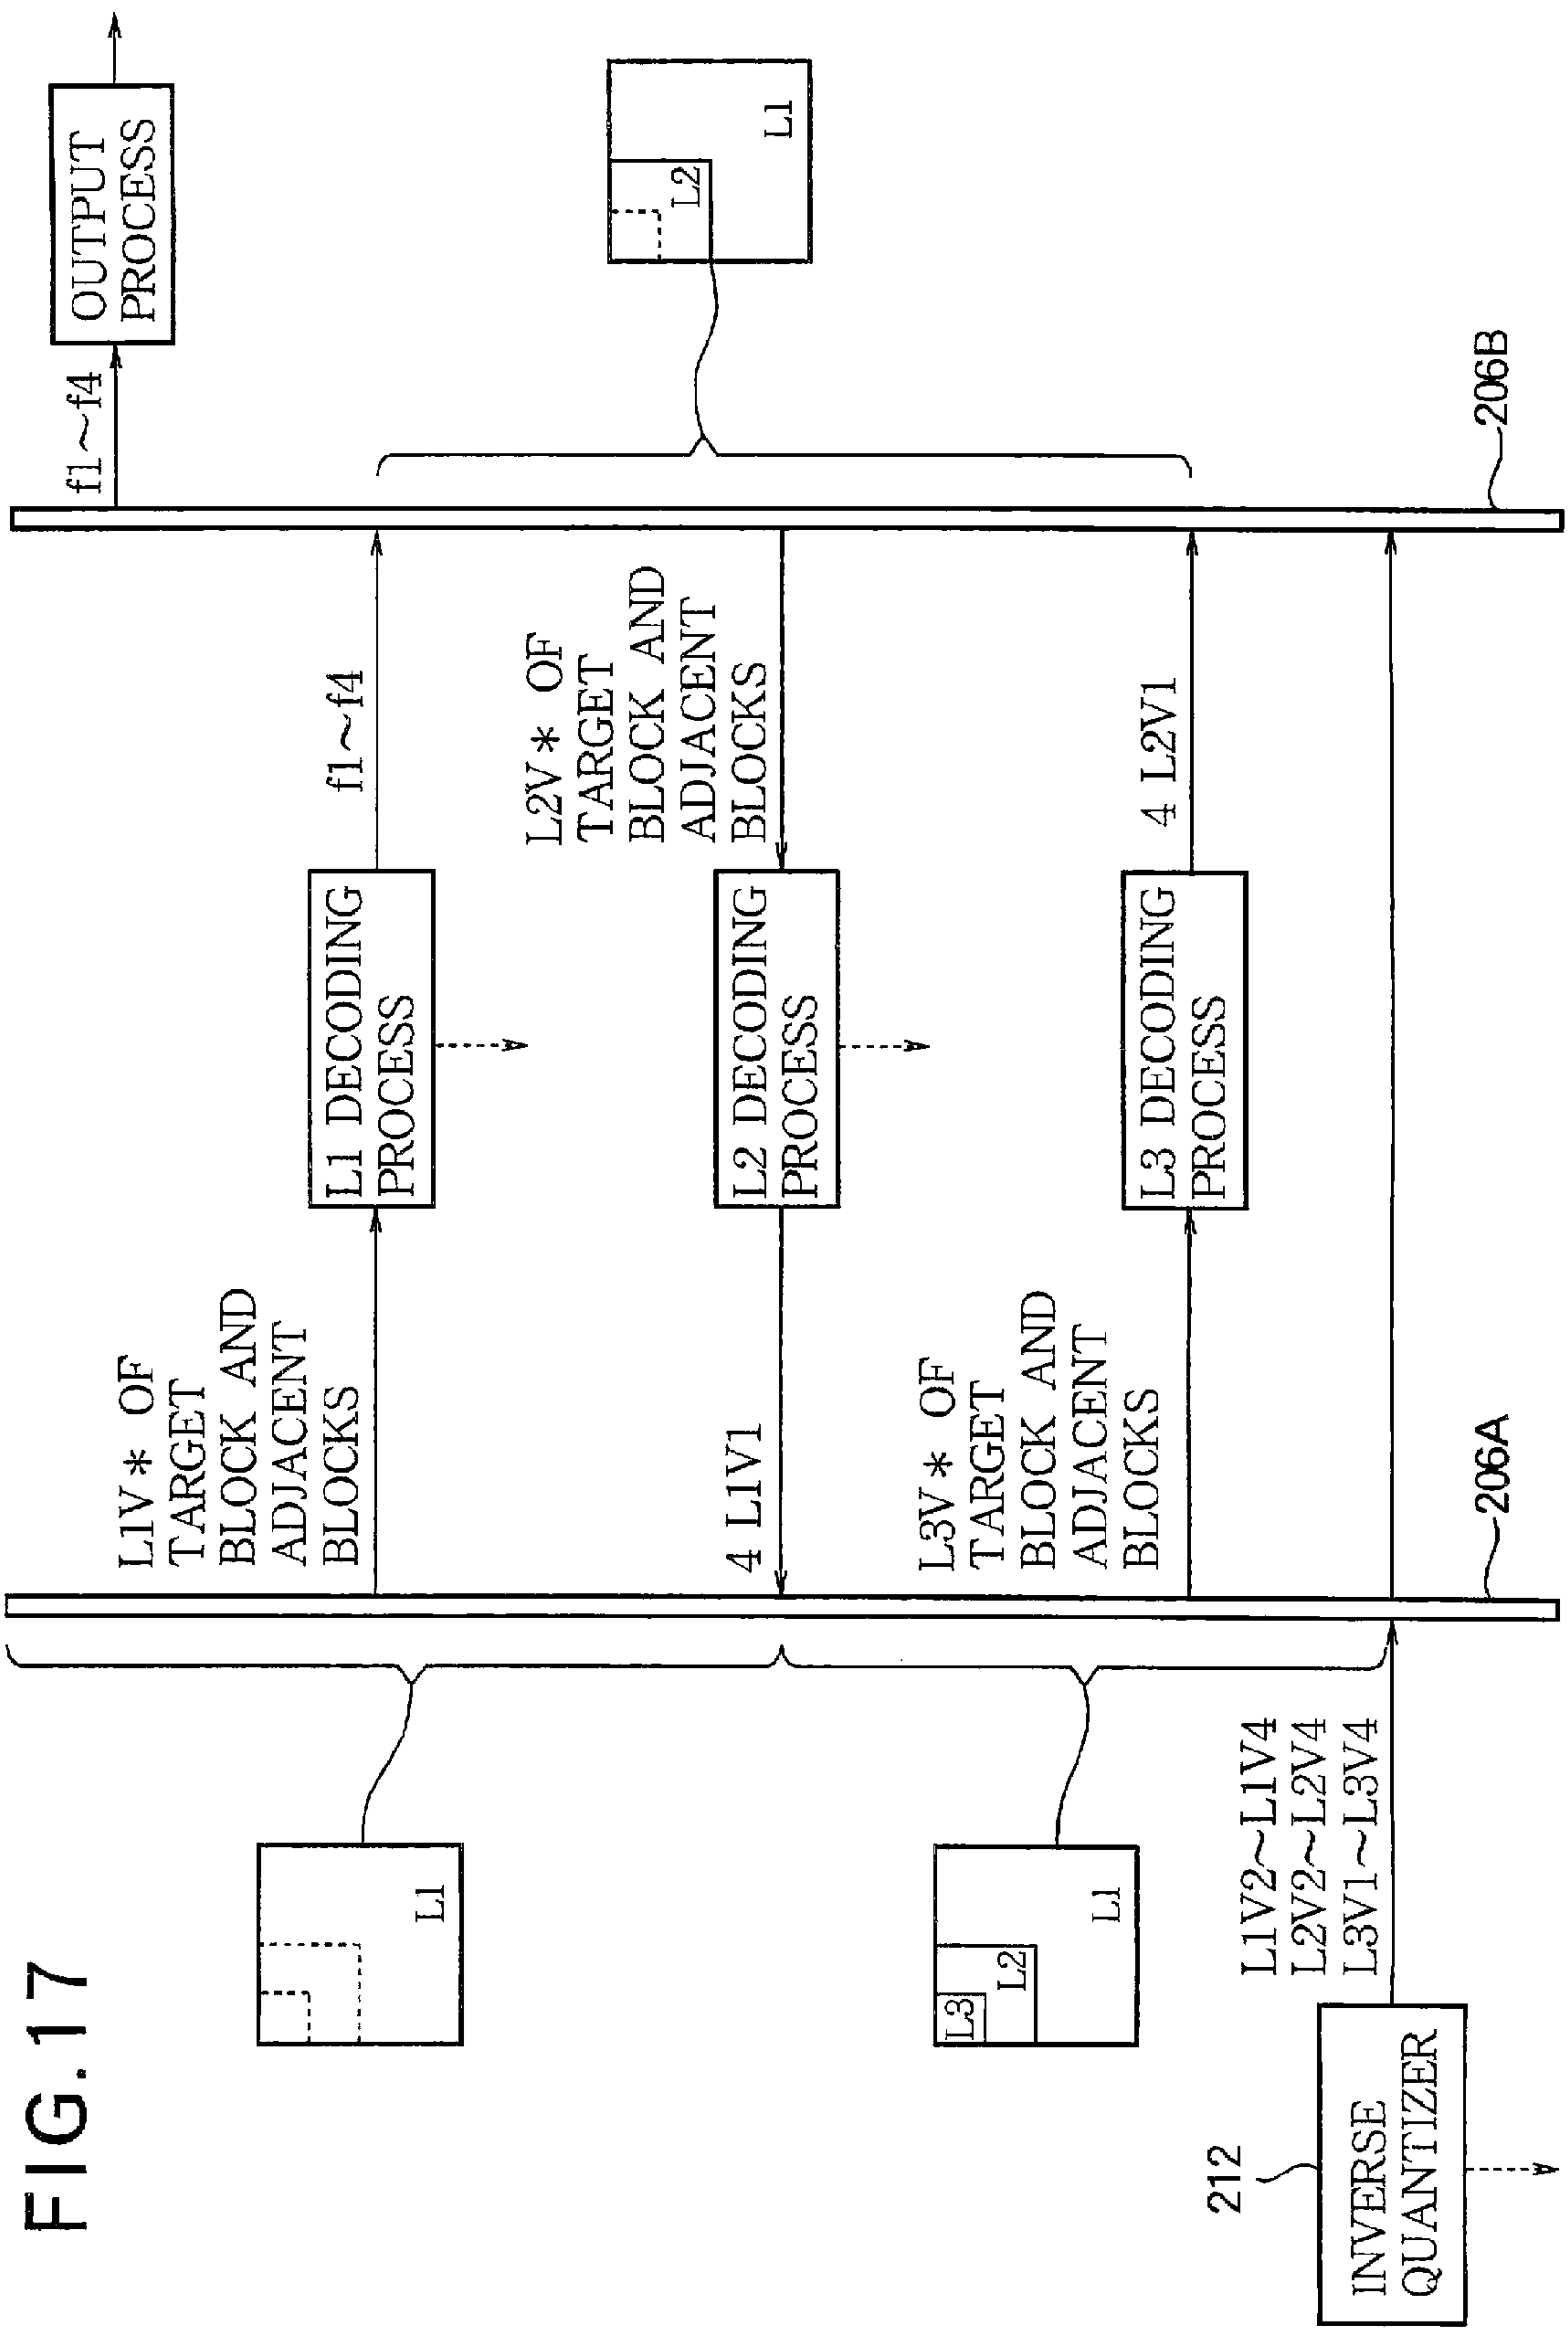 FIG.17
f1~f4
OUTPUT
PROCESS
L1V* OF
TARGET
BLOCK AND
ADJACENT
BLOCKS
L1 DECODING
PROCESS
f1~f4
L1
L2V* OF
TARGET
BLOCK AND
ADJACENT
BLOCKS
L2
L1
4 L1V1
L2 DECODING
PROCESS
L3V* OF
TARGET
BLOCK AND
ADJACENT
BLOCKS
L3
L2
L1
L3 DECODING
PROCESS
4 L2V1
L1V2~L1V4
L2V2~L2V4
L3V1~L3V4
212
INVERSE
QUANTIZER
206A
206B